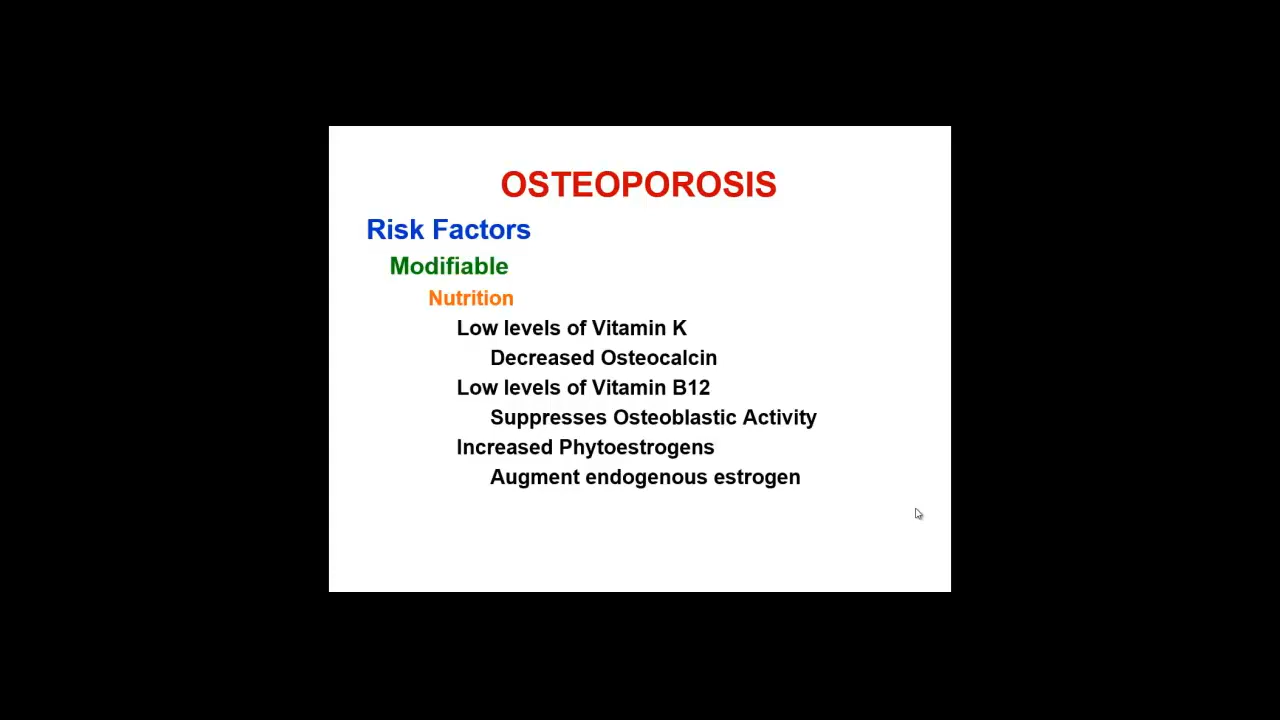 OSTEOPOROSIS
Risk Factors
Modifiable
Nutrition
Low levels of Vitamin K
Decreased Osteocalcin
Low levels of Vitamin B12
Suppresses Osteoblastic Activity
Increased Phytoestrogens
Augment endogenous estrogen